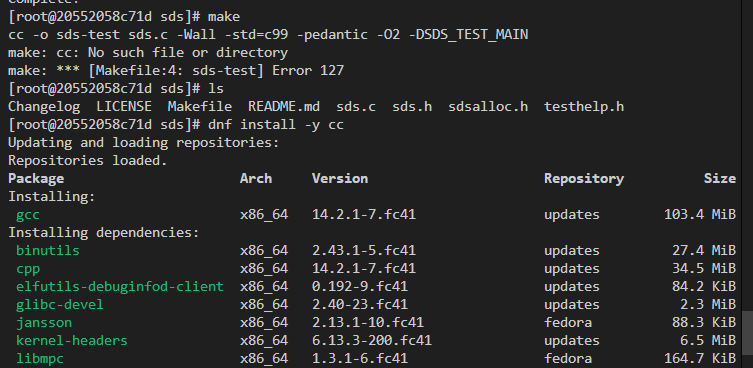 complete.
[root@20552058c71d sds]# make
cc -o sds-test sds.c -Wall -std=c99 -pedantic -O2 -DSDS_TEST_MAIN
make: cc: No such file or directory
make: *** [Makefile:4: sds-test] Error 127
[root@20552058c71d sds]# ls
Changelog LICENSE Makefile README.md sds.c sds.h sdsalloc.h testhelp.h
[root@20552058c71d sds]# dnf install -y cc
Updating and loading repositories:
Repositories loaded.
Package Arch Version Repository Size
Installing:
gcc x86_64 14.2.1-7.fc41 updates 103.4 MiB
Installing dependencies:
binutils x86_64 2.43.1-5.fc41 updates 27.4 MiB
cpp x86_64 14.2.1-7.fc41 updates 34.5 MiB
elfutils-debuginfod-client x86_64 0.192-9.fc41 updates 84.2 KiB
glibc-devel x86_64 2.40-23.fc41 updates 2.3 MiB
jansson x86_64 2.13.1-10.fc41 fedora 88.3 KiB
kernel-headers x86_64 6.13.3-200.fc41 updates 6.5 MiB
libmpc x86_64 1.3.1-6.fc41 fedora 164.7 KiB